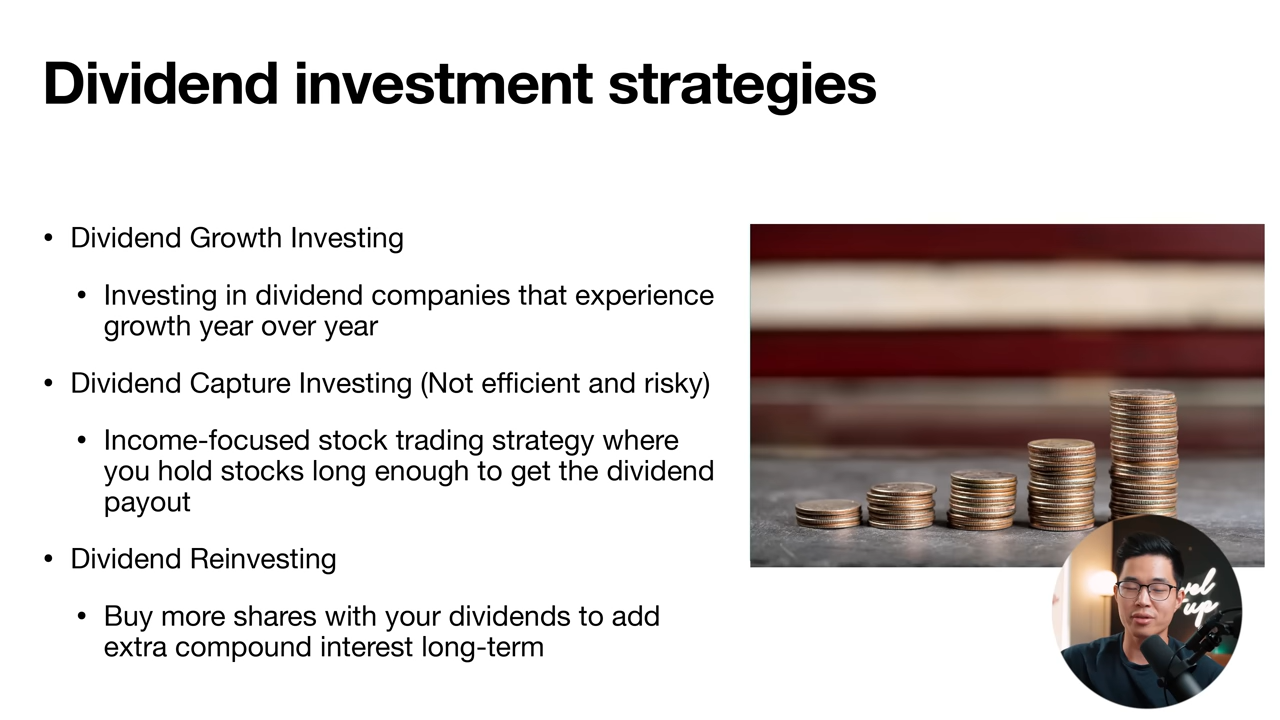 Dividend investment strategies
• Dividend Growth Investing
• Investing in dividend companies that experience
growth year over year
• Dividend Capture Investing (Not efficient and risky)
• Income-focused stock trading strategy where
you hold stocks long enough to get the dividend
payout
• Dividend Reinvesting
• Buy more shares with your dividends to add
extra compound interest long-term
up